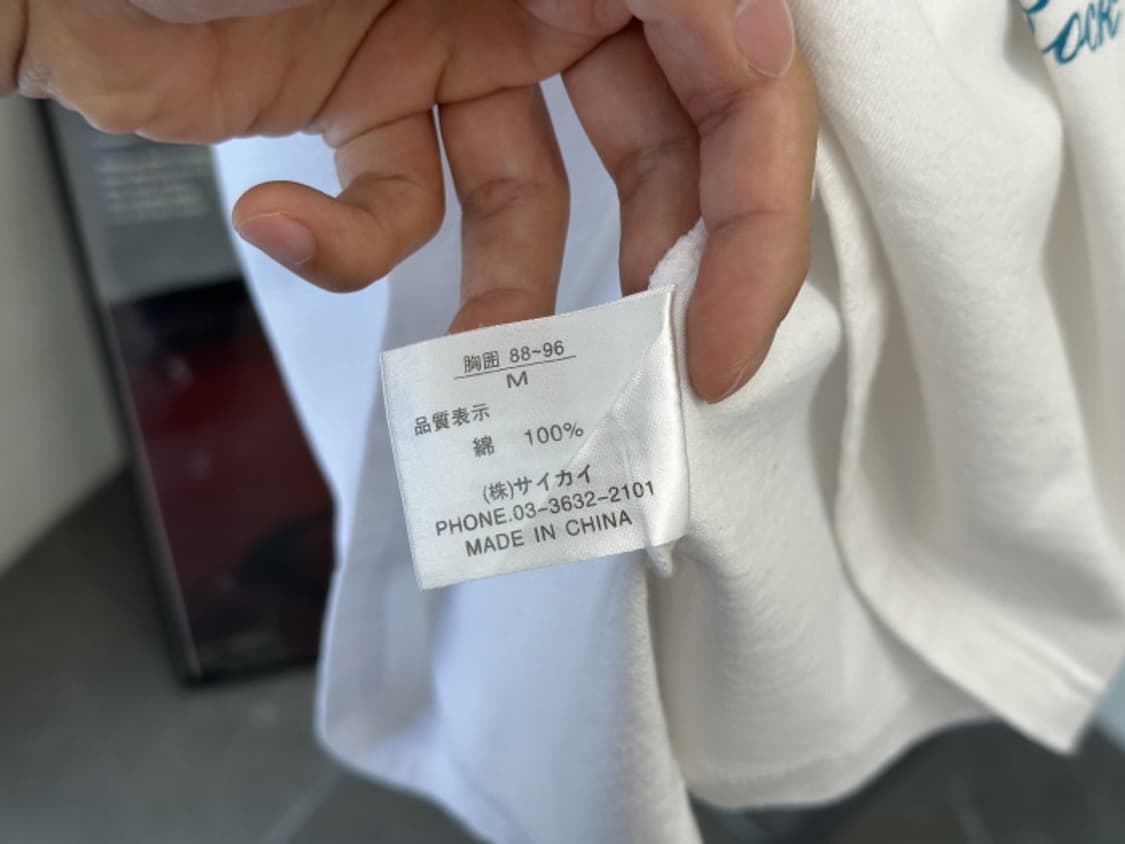 ock
胸囲 88~96
M
品質表示
綿 100%
(株)サイカイ
PHONE.03-3632-2101
MADE IN CHINA